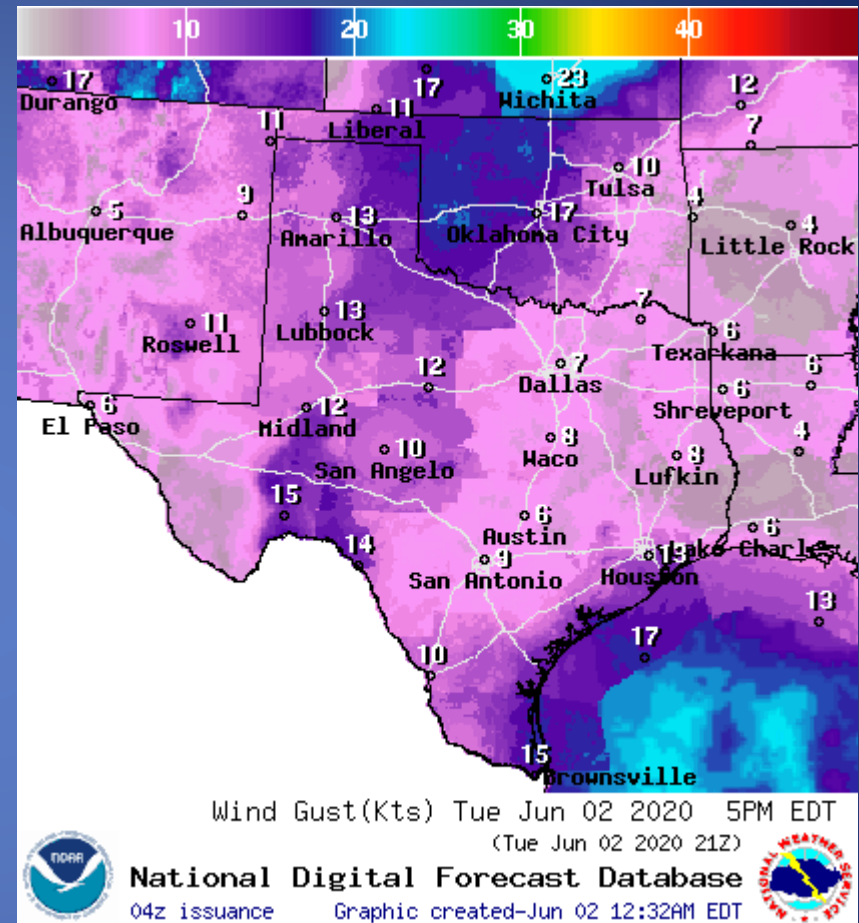 10 20 30 40
17 17 23 12
Durango Wichita
11 11 7
Liberal
10
Tulsa
5 9 13 17 4 4
Albuquerque Amarillo Oklahoma City Little Rock
11 13 7 6
Roswell Lubbock Texarkana
12 7 6 6
Dallas
6 12 Shreveport
El Paso Midland
10 8 8 4
San Angelo Waco Lufkin
15 6 6
Austin
14 9 13
San Antonio Houston
13
17
10
15
Brownsville
Wind Gust(Kts) Tue Jun 02 2020 5PM EDT
(Tue Jun 02 2020 21Z)
NOAA
National Digital Forecast Database
04z issuance Graphic created-Jun 02 12:32AM EDT
NATIONAL WEATHER SERVICE